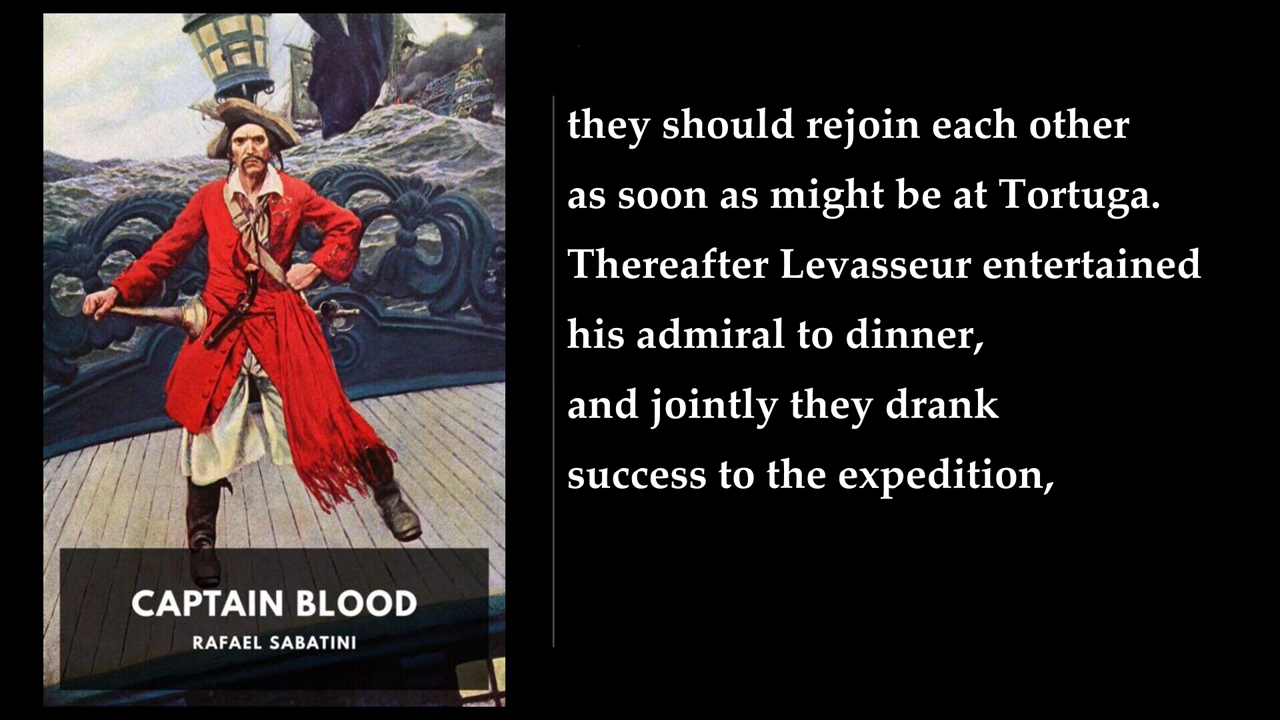 they should rejoin each other
as soon as might be at Tortuga.
Thereafter Levasseur entertained
his admiral to dinner,
and jointly they drank
success to the expedition,
CAPTAIN BLOOD
RAFAEL SABATINI